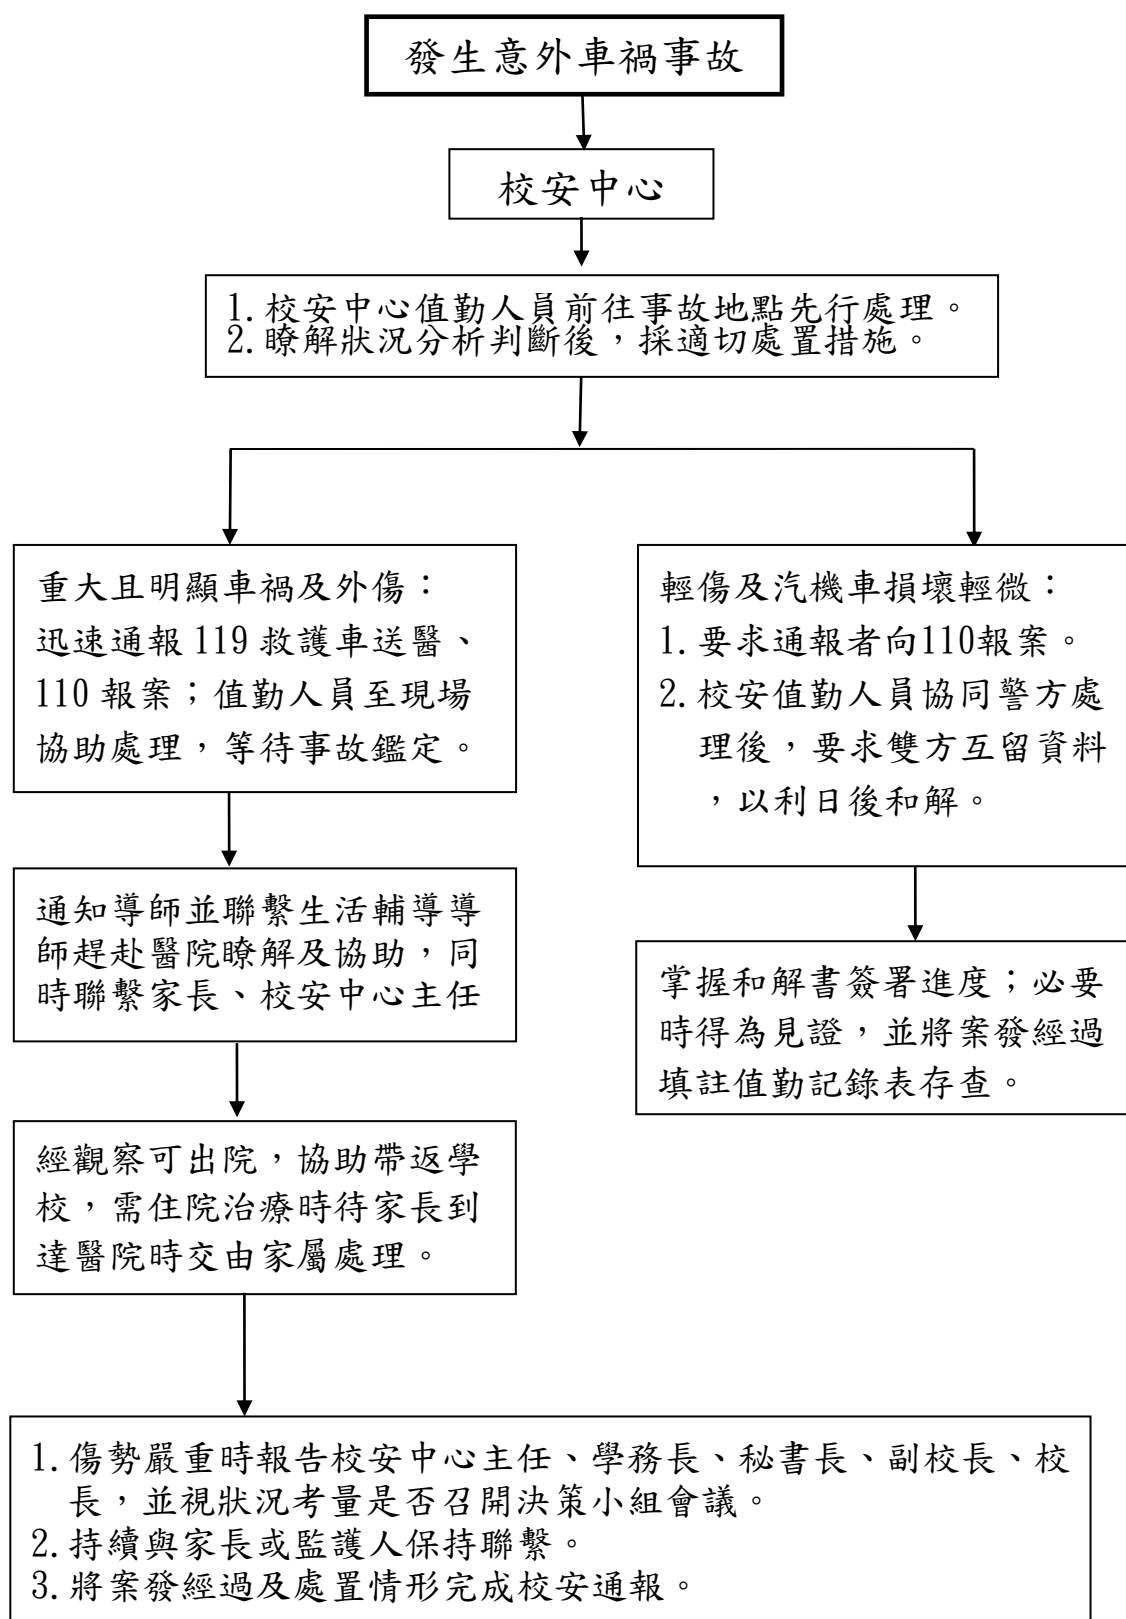 發生意外車禍事故
校安中心
1.校安中心值勤人員前往事故地點先行處理。
2.瞭解狀況分析判斷後，採適切處置措施。
重大且明顯車禍及外傷：
迅速通報 119 救護車送醫、
110 報案；值勤人員至現場
協助處理，等待事故鑑定。
通知導師並聯繫生活輔導導
師趕赴醫院瞭解及協助，同
時聯繫家長、校安中心主任
經觀察可出院，協助帶返學
校，需住院治療時待家長到
達醫院時交由家屬處理。
輕傷及汽機車損壞輕微：
1.要求通報者向110報案。
2.校安值勤人員協同警方處
理後，要求雙方互留資料
，以利日後和解。
掌握和解書簽署進度；必要
時得為見證，並將案發經過
填註值勤記錄表存查。
1.傷勢嚴重時報告校安中心主任、學務長、秘書長、副校長、校
長，並視狀況考量是否召開決策小組會議。
2.持續與家長或監護人保持聯繫。
3.將案發經過及處置情形完成校安通報。